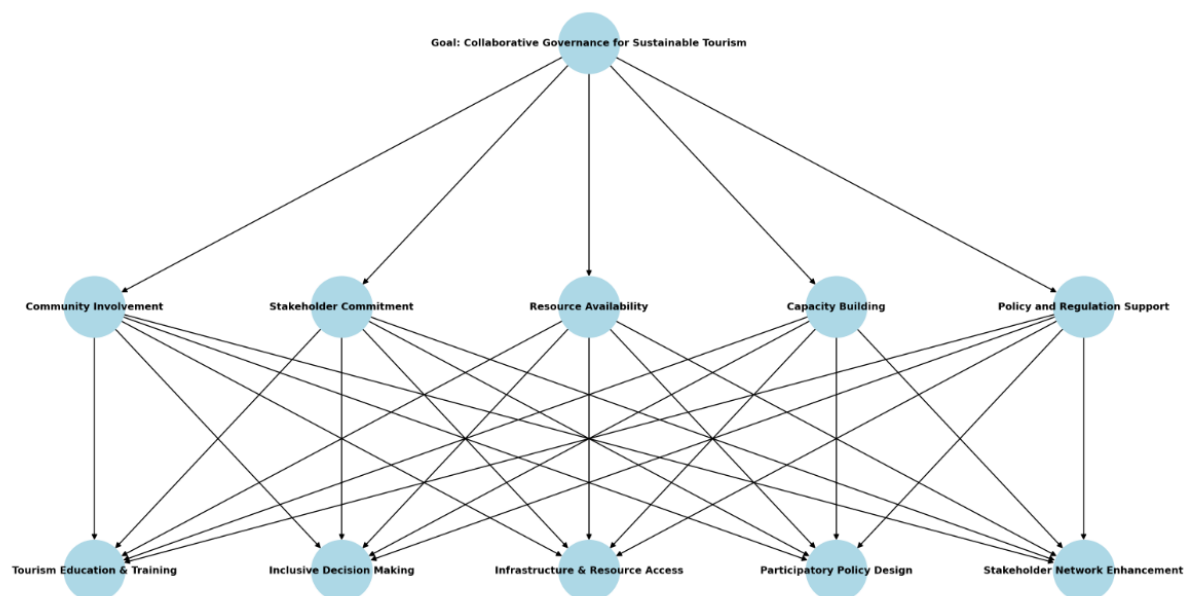 Goal: Collaborative Governance for Sustainable Tourism
Community Involvement
Stakeholder Commitment
Resource Availability
Capacity Building
Policy and Regulation Support
Tourism Education & Training
Inclusive Decision Making
Infrastructure & Resource Access
Participatory Policy Design
Stakeholder Network Enhancement